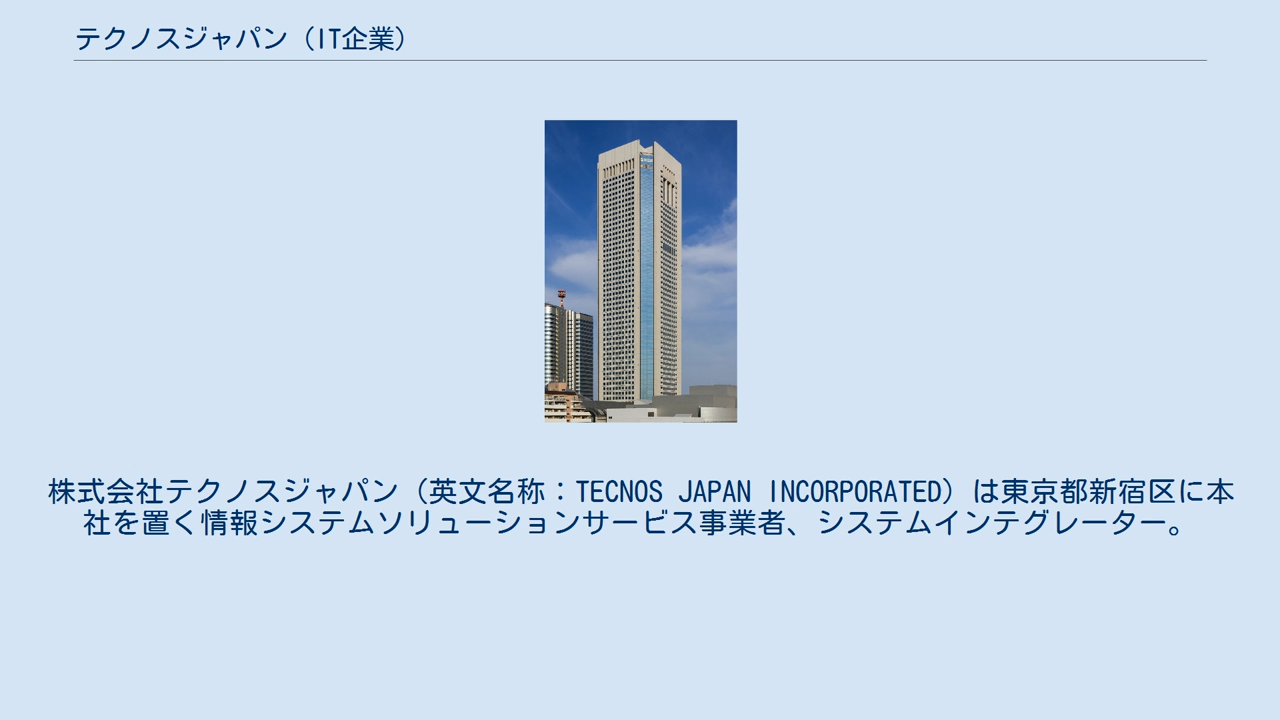 テクノスジャパン（IT企業）
株式会社テクノスジャパン（英文名称：TECNOS JAPAN INCORPORATED）は東京都新宿区に本
社を置く情報システムソリューションサービス事業者、システムインテグレーター。